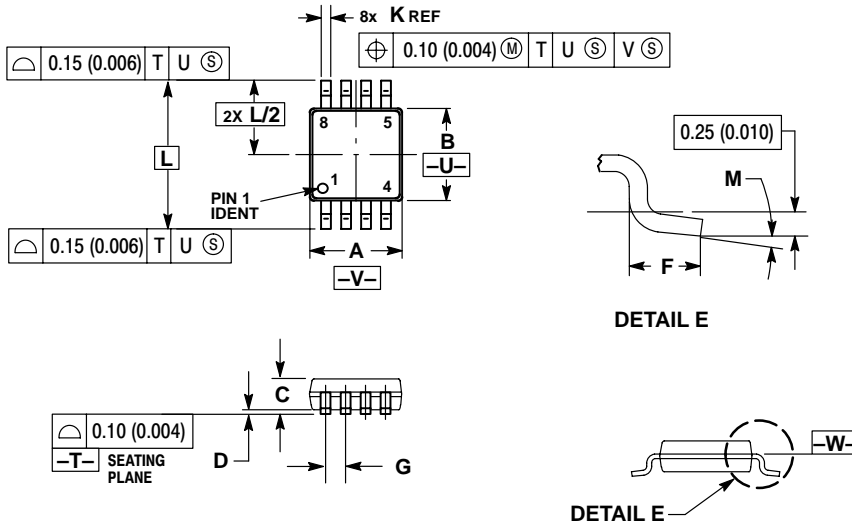 8x K REF
⌖ 0.10 (0.004) Ⓜ T U Ⓢ V Ⓢ
⌓ 0.15 (0.006) T U Ⓢ
2X L/2
8 5
B
–U–
0.25 (0.010)
L
M
PIN 1
IDENT
1 4
⌓ 0.15 (0.006) T U Ⓢ
A
–V–
F
DETAIL E
C
⌓ 0.10 (0.004)
–T– SEATING
PLANE
D
G
–W–
DETAIL E